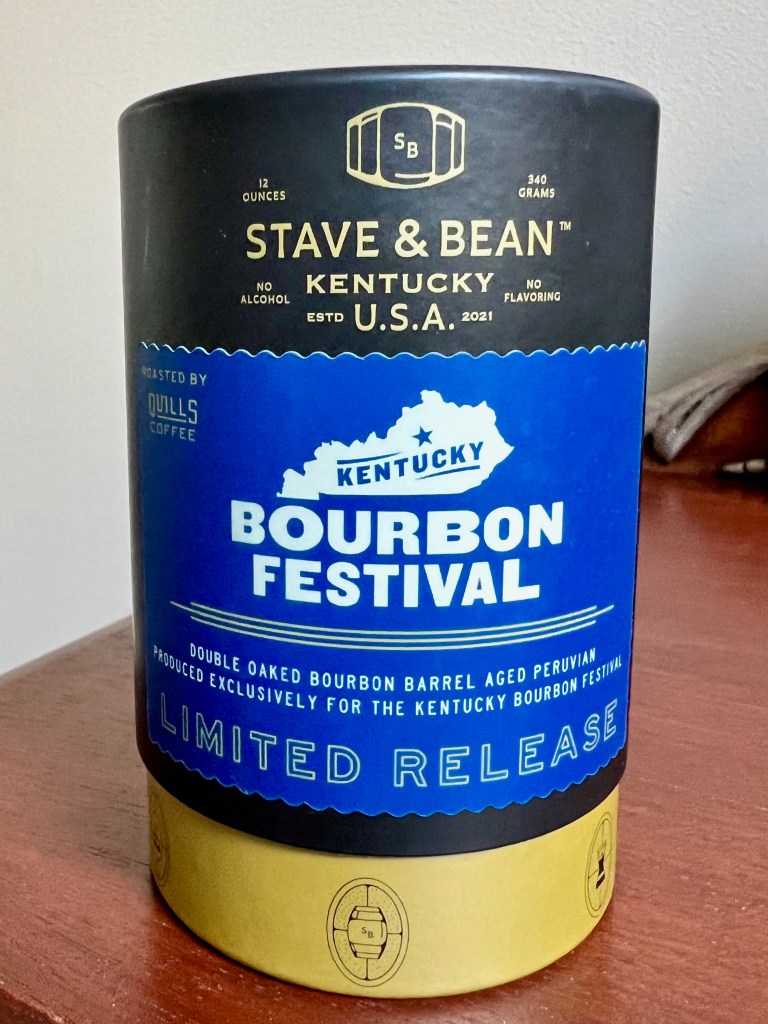 SB
12
OUNCES
340
GRAMS
STAVE & BEAN™
NO
ALCOHOL
KENTUCKY
NO
FLAVORING
ESTD U.S.A. 2021
ROASTED BY
QUILLS
COFFEE
KENTUCKY
BOURBON
FESTIVAL
DOUBLE OAKED BOURBON BARREL AGED PERUVIAN
PRODUCED EXCLUSIVELY FOR THE KENTUCKY BOURBON FESTIVAL
LIMITED RELEASE
SB